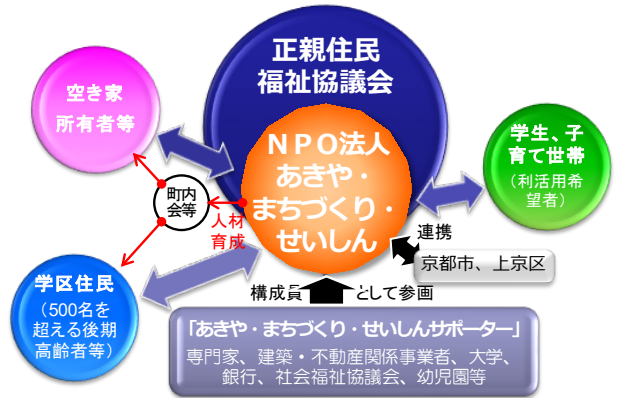 正親住民
福祉協議会
空き家
所有者等
NPO法人
あきや・
まちづくり・
せいしん
学生、子
育て世帯
（利活用希
望者）
町内
会等
人材
育成
連携
京都市、上京区
学区住民
（500名を
超える後期
高齢者等）
構成員 として参画
「あきや・まちづくり・せいしんサポーター」
専門家、建築・不動産関係事業者、大学、
銀行、社会福祉協議会、幼児園等